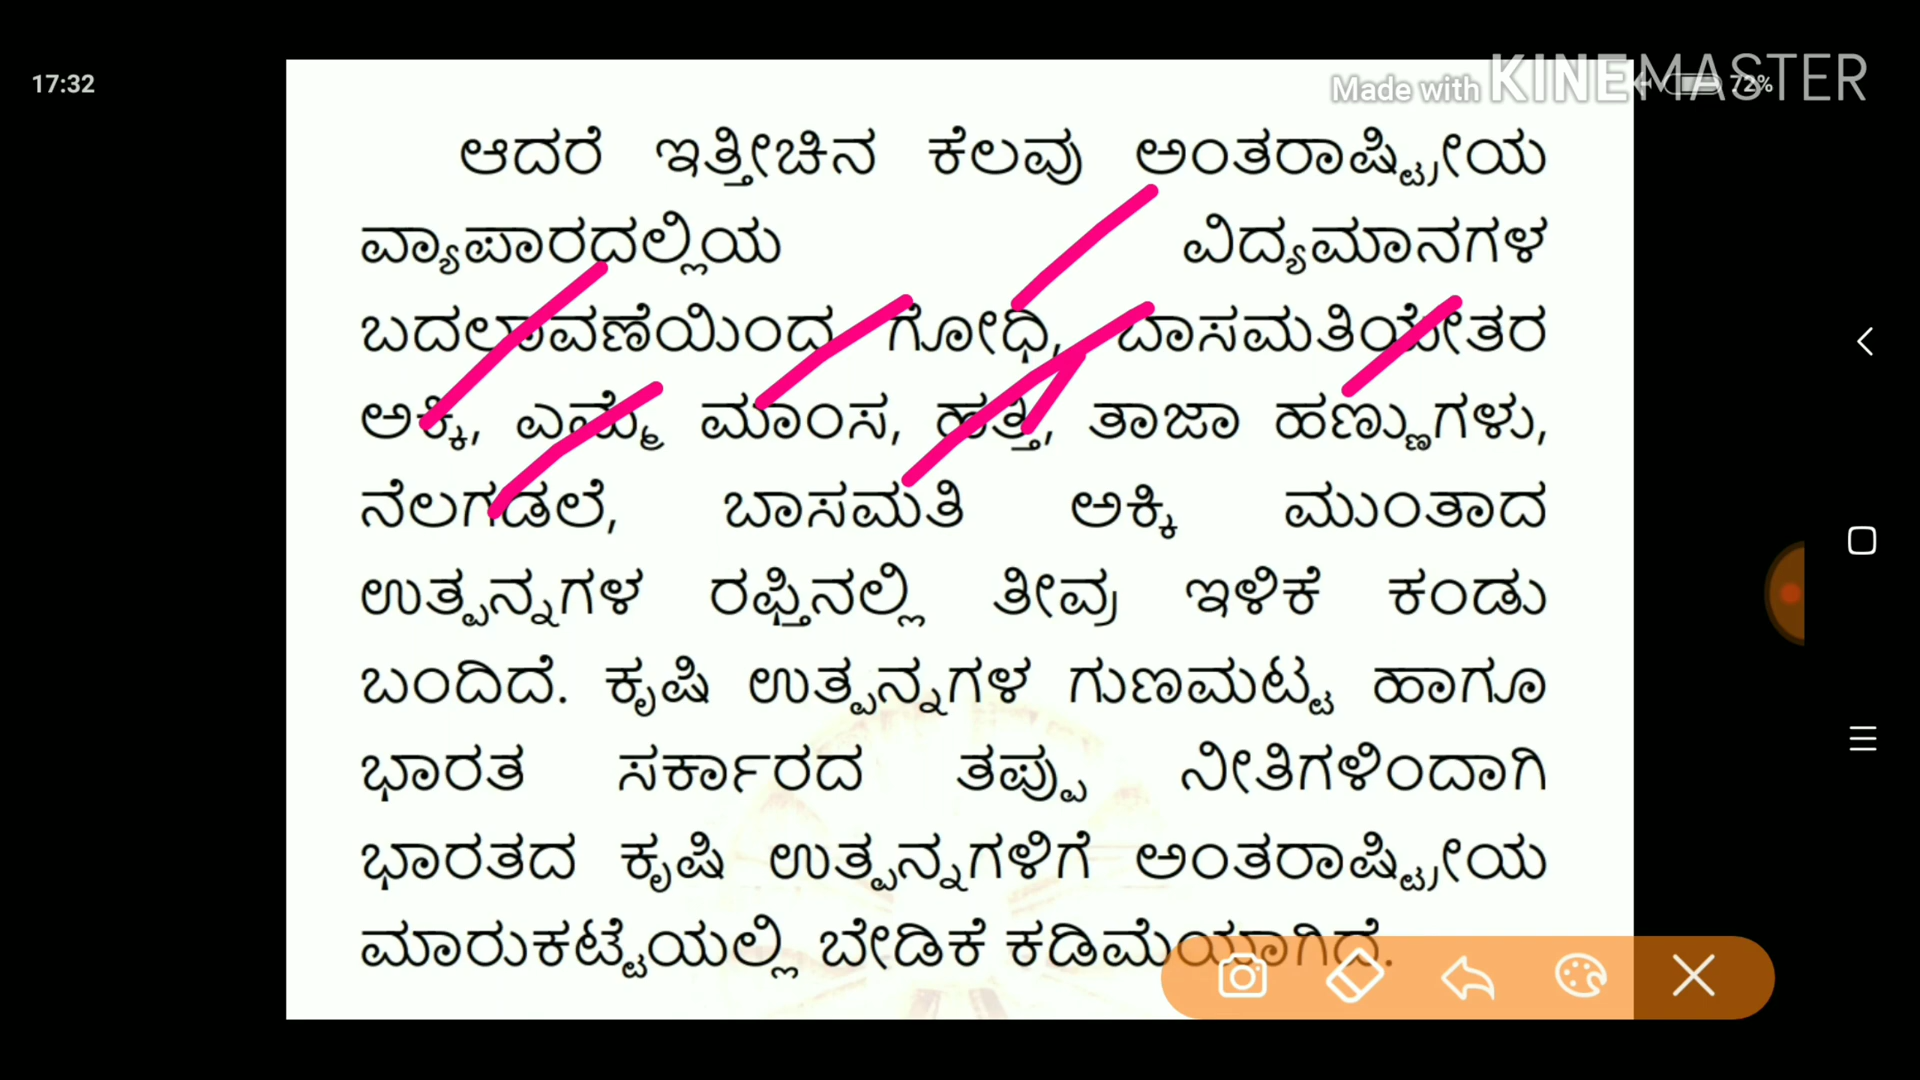 17:32
Made with KINEMASTER
72%
ಆದರೆ ಇತ್ತೀಚಿನ ಕೆಲವು ಅಂತರಾಷ್ಟ್ರೀಯ
ವ್ಯಾಪಾರದಲ್ಲಿಯ ವಿದ್ಯಮಾನಗಳ
ಬದಲಾವಣೆಯಿಂದ ಗೋಧಿ, ಬಾಸಮತಿಯೇತರ
ಅಕ್ಕಿ, ಎಮ್ಮೆ ಮಾಂಸ, ಹತ್ತಿ, ತಾಜಾ ಹಣ್ಣುಗಳು,
ನೆಲಗಡಲೆ, ಬಾಸಮತಿ ಅಕ್ಕಿ ಮುಂತಾದ
ಉತ್ಪನ್ನಗಳ ರಫ್ತಿನಲ್ಲಿ ತೀವ್ರ ಇಳಿಕೆ ಕಂಡು
ಬಂದಿದೆ. ಕೃಷಿ ಉತ್ಪನ್ನಗಳ ಗುಣಮಟ್ಟ ಹಾಗೂ
ಭಾರತ ಸರ್ಕಾರದ ತಪ್ಪು ನೀತಿಗಳಿಂದಾಗಿ
ಭಾರತದ ಕೃಷಿ ಉತ್ಪನ್ನಗಳಿಗೆ ಅಂತರಾಷ್ಟ್ರೀಯ
ಮಾರುಕಟ್ಟೆಯಲ್ಲಿ ಬೇಡಿಕೆ ಕಡಿಮೆಯಾಗಿದೆ.